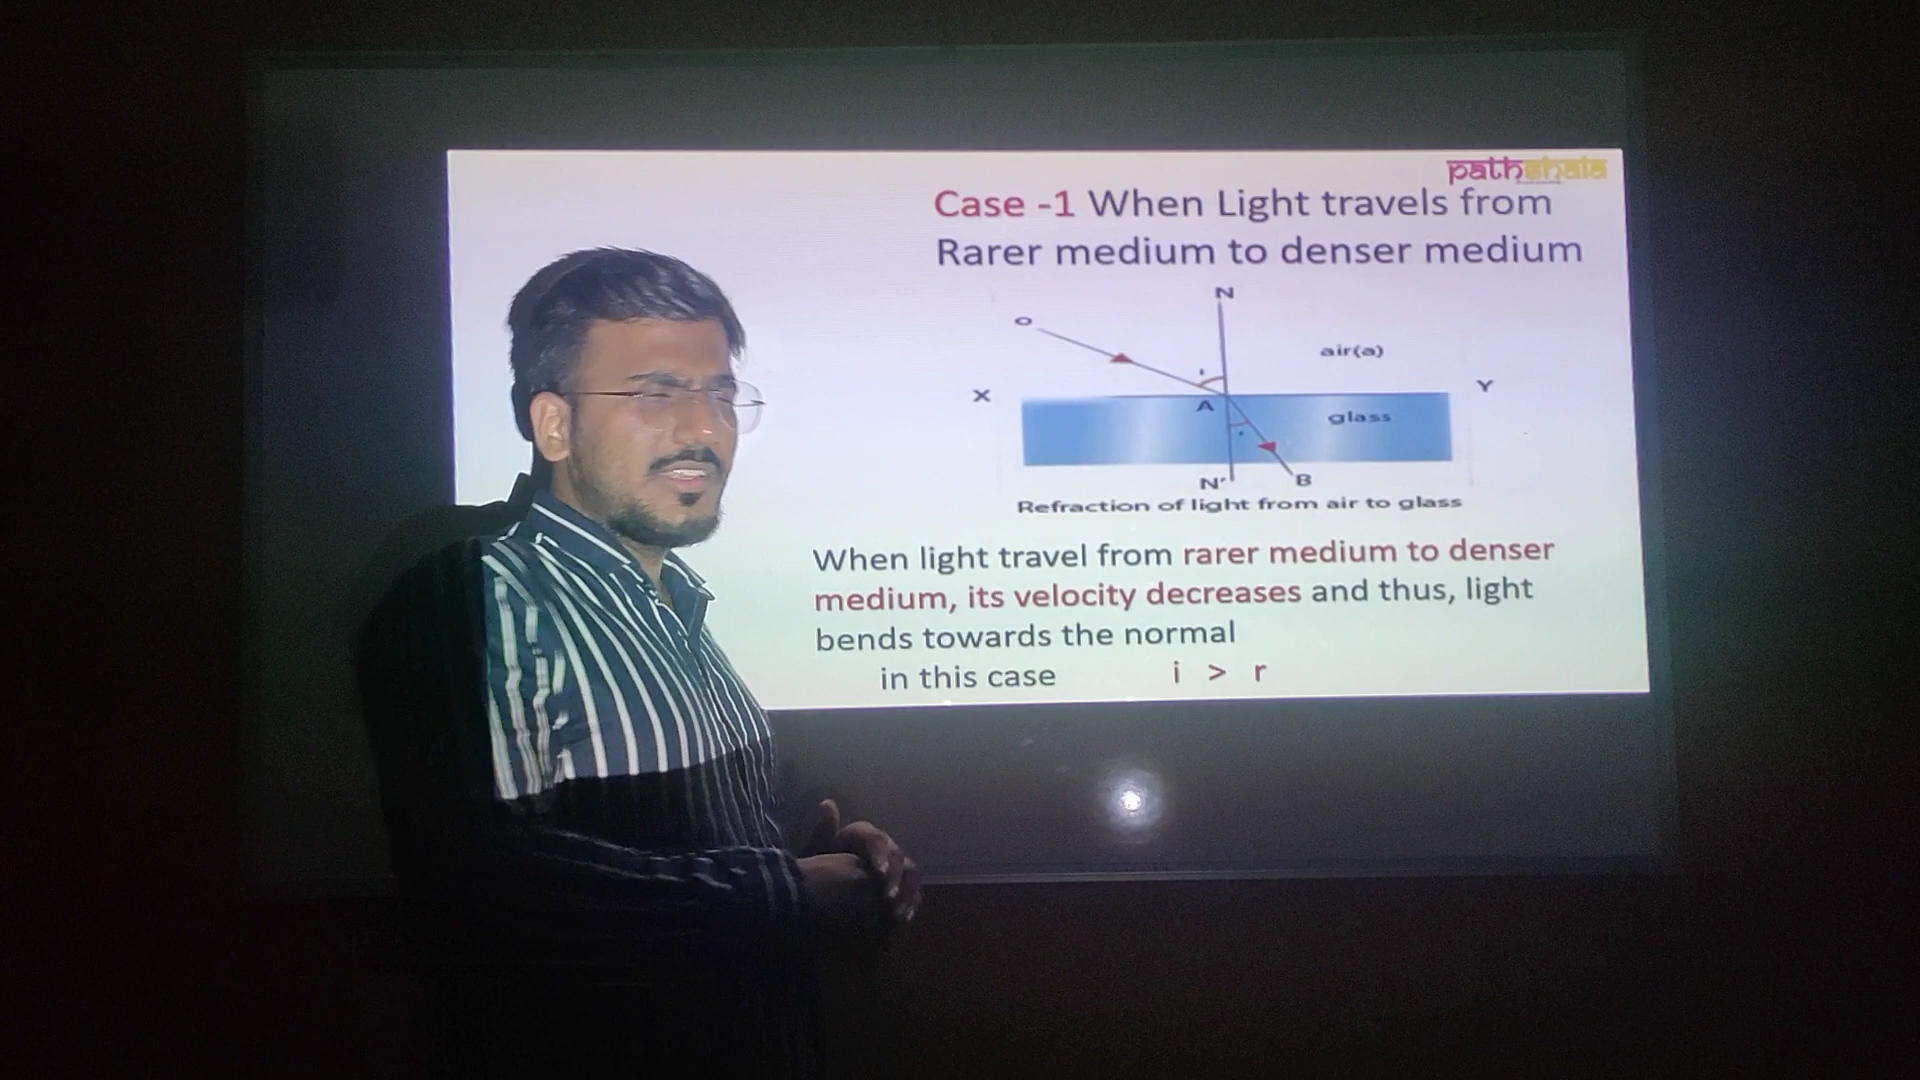 pathshala
Case -1 When Light travels from
Rarer medium to denser medium
N
O
air(a)
i
X
Y
A
glass
N'
B
Refraction of light from air to glass
When light travel from rarer medium to denser
medium, its velocity decreases and thus, light
bends towards the normal
in this case i > r